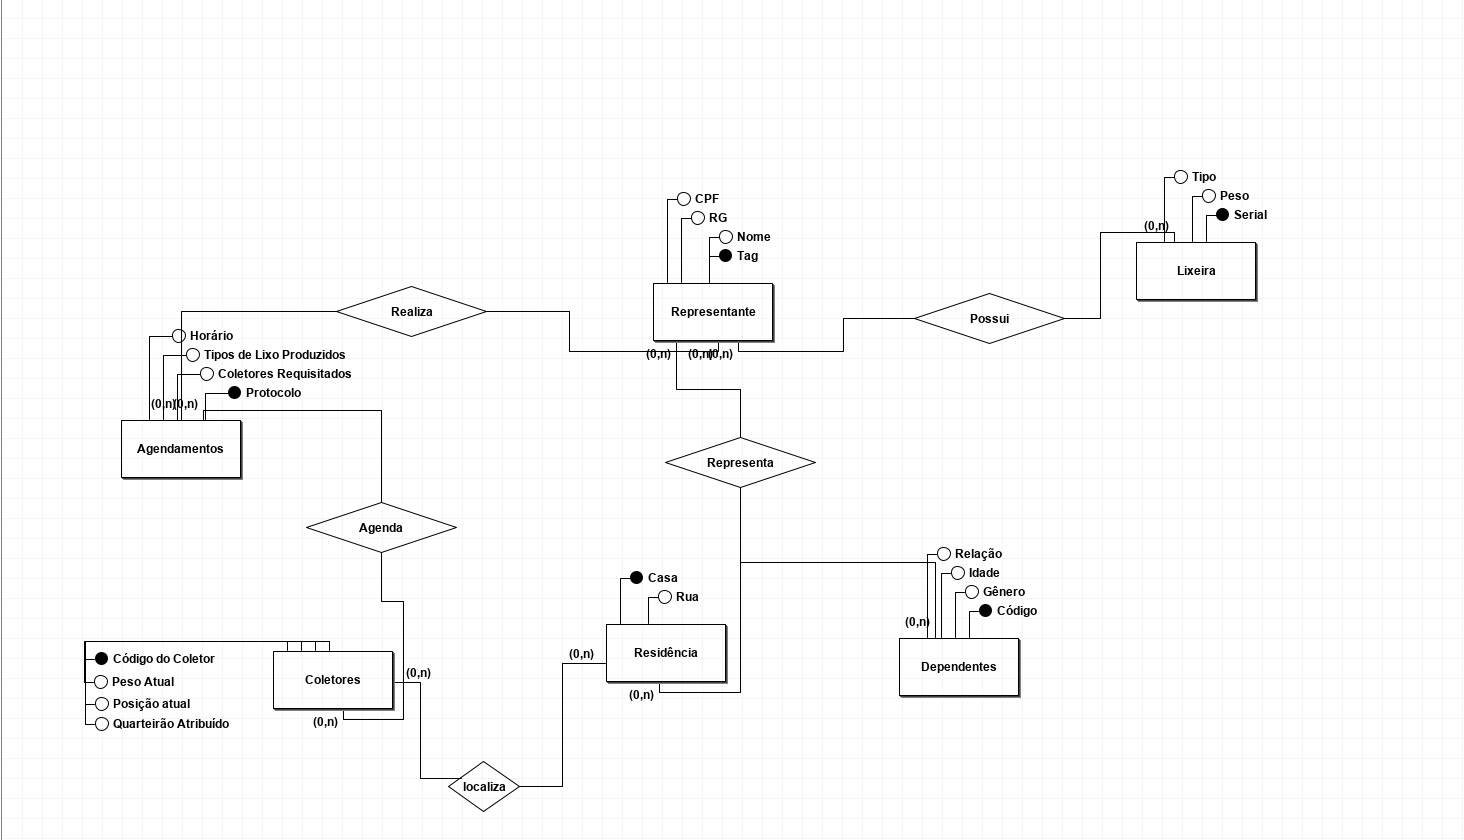 Tipo
Peso
Serial
(0,n)
Lixeira
CPF
RG
Nome
Tag
Representante
(0,n)
(0,n)
(0,n)
Realiza
Possui
Horário
Tipos de Lixo Produzidos
Coletores Requisitados
Protocolo
(0,n)
(0,n)
Agendamentos
Representa
Agenda
Relação
Idade
Gênero
Código
(0,n)
Dependentes
Casa
Rua
Residência
(0,n)
(0,n)
Código do Coletor
Peso Atual
Posição atual
Quarteirão Atribuído
Coletores
(0,n)
(0,n)
localiza